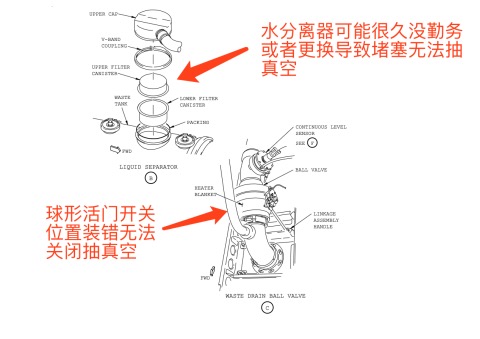 UPPER CAP
V-BAND
COUPLING
UPPER FILTER
CANISTER
WASTE
TANK
LOWER FILTER
CANISTER
PACKING
FWD
LIQUID SEPARATOR
B
水分离器可能很久没勤务
或者更换导致堵塞无法抽
真空
CONTINUOUS LEVEL
SENSOR
SEE F
BALL VALVE
HEATER
BLANKET
LINKAGE
ASSEMBLY
HANDLE
球形活门开关
位置装错无法
关闭抽真空
FWD
WASTE DRAIN BALL VALVE
C